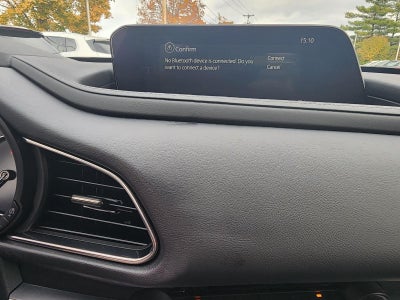 Confirm
15:10
No Bluetooth device is connected. Do you
want to connect a device?
Connect
Cancel